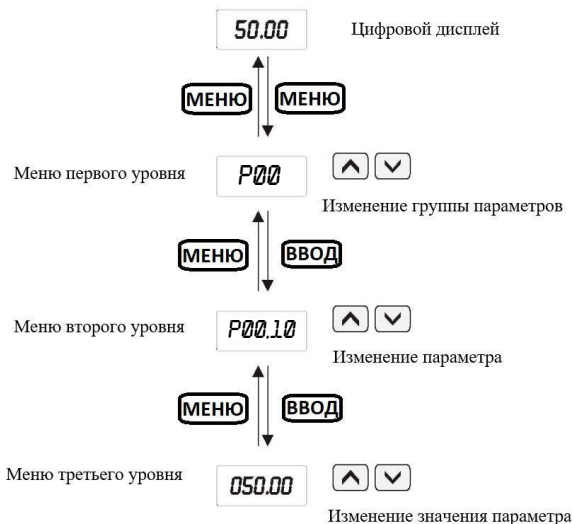 50.00 Цифровой дисплей
МЕНЮ МЕНЮ
Меню первого уровня P00
Изменение группы параметров
МЕНЮ ВВОД
Меню второго уровня P00.10
Изменение параметра
МЕНЮ ВВОД
Меню третьего уровня 050.00
Изменение значения параметра